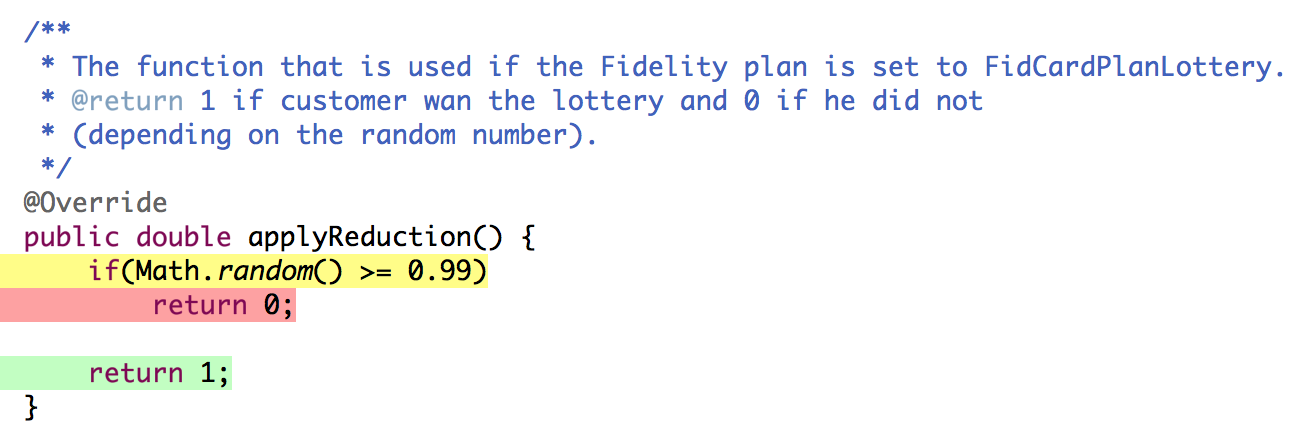 /**
 * The function that is used if the Fidelity plan is set to FidCardPlanLottery.
 * @return 1 if customer wan the lottery and 0 if he did not
 * (depending on the random number).
 */
@Override
public double applyReduction() {
    if(Math.random() >= 0.99)
        return 0;

    return 1;
}